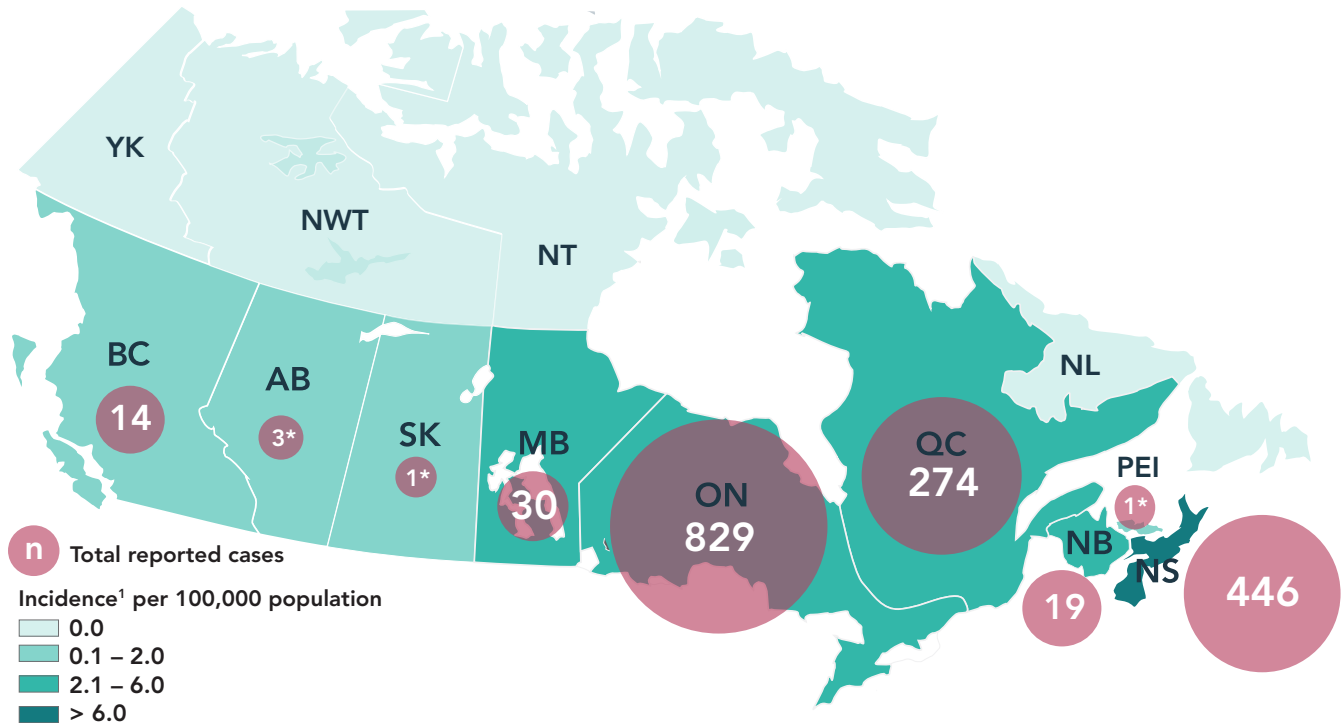 YK
NWT
NT
BC
14
AB
3*
SK
1*
MB
30
ON
829
QC
274
NL
PEI
1*
NB
19
NS
446
n Total reported cases
Incidence¹ per 100,000 population
0.0
0.1 – 2.0
2.1 – 6.0
> 6.0